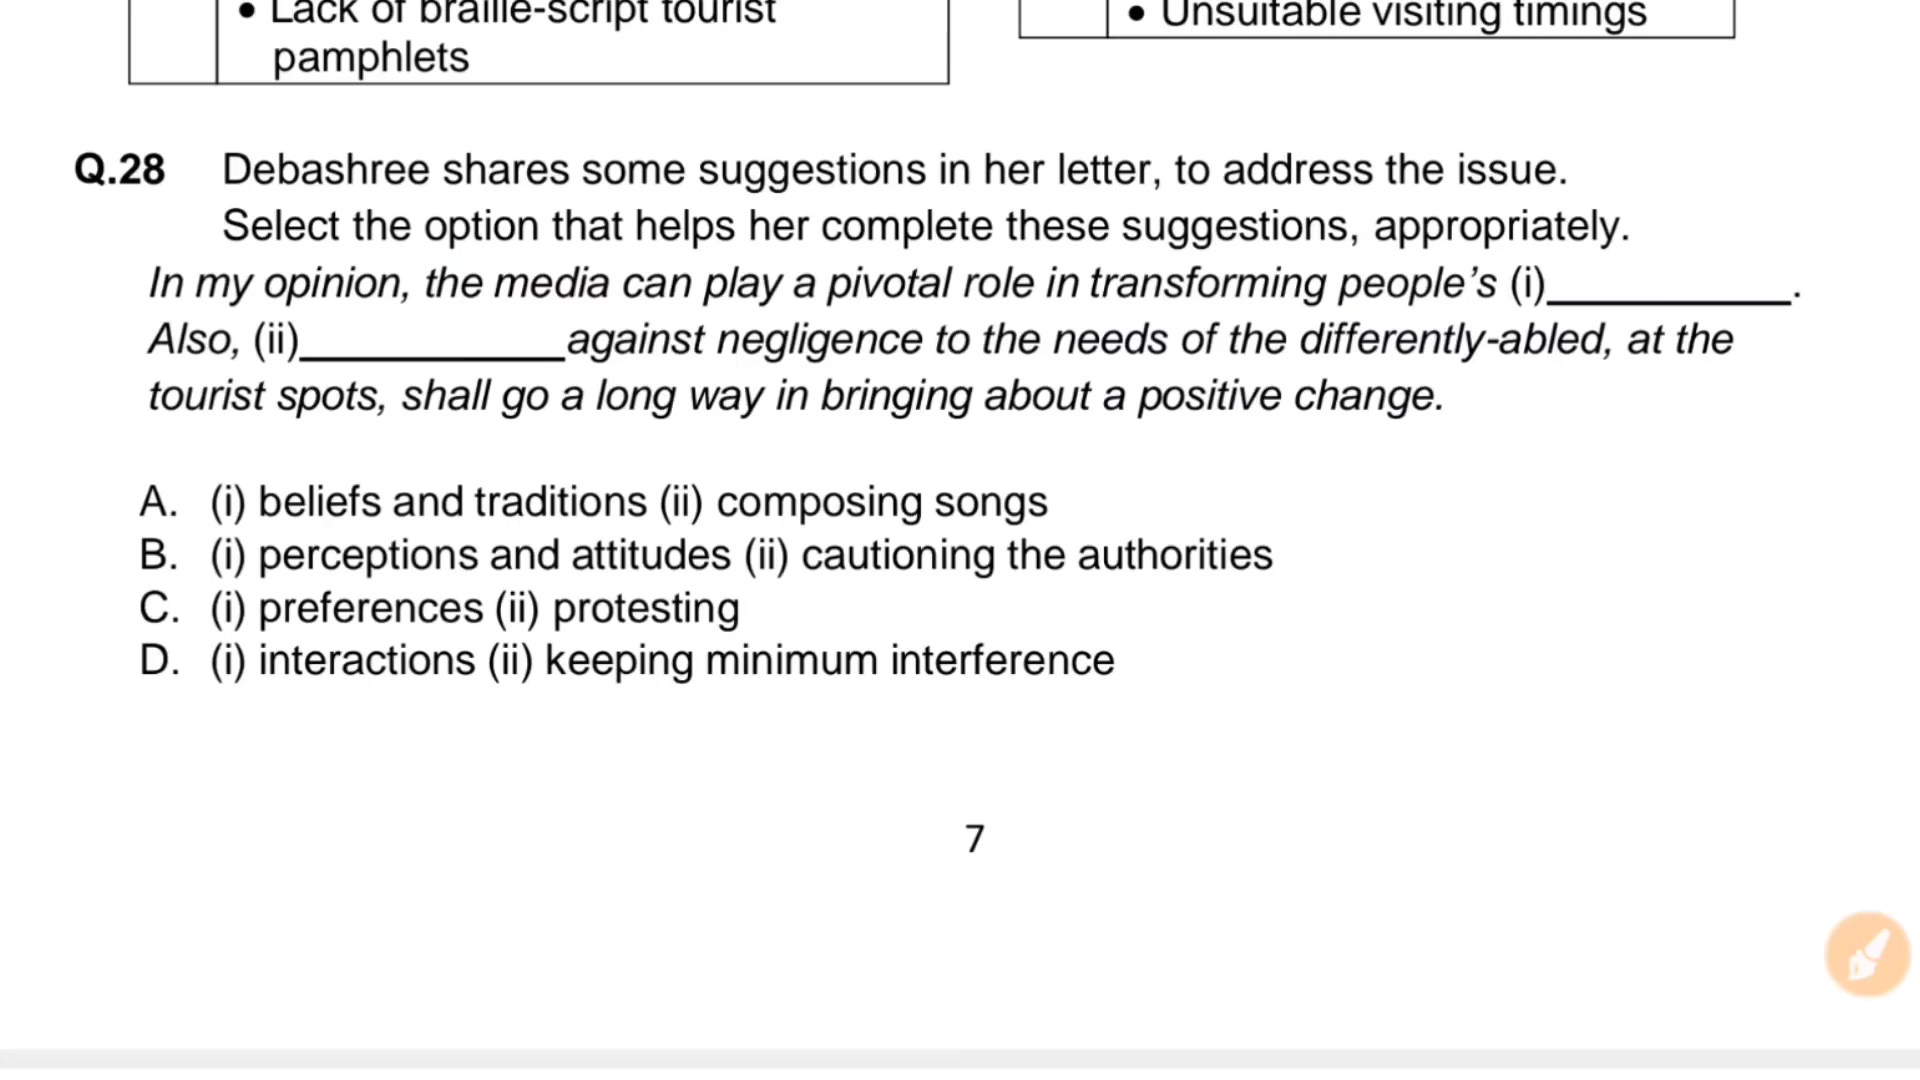 • Lack of braille-script tourist
pamphlets
• Unsuitable visiting timings
Q.28 Debashree shares some suggestions in her letter, to address the issue.
Select the option that helps her complete these suggestions, appropriately.
In my opinion, the media can play a pivotal role in transforming people’s (i)___________.
Also, (ii)____________against negligence to the needs of the differently-abled, at the
tourist spots, shall go a long way in bringing about a positive change.
A. (i) beliefs and traditions (ii) composing songs
B. (i) perceptions and attitudes (ii) cautioning the authorities
C. (i) preferences (ii) protesting
D. (i) interactions (ii) keeping minimum interference
7